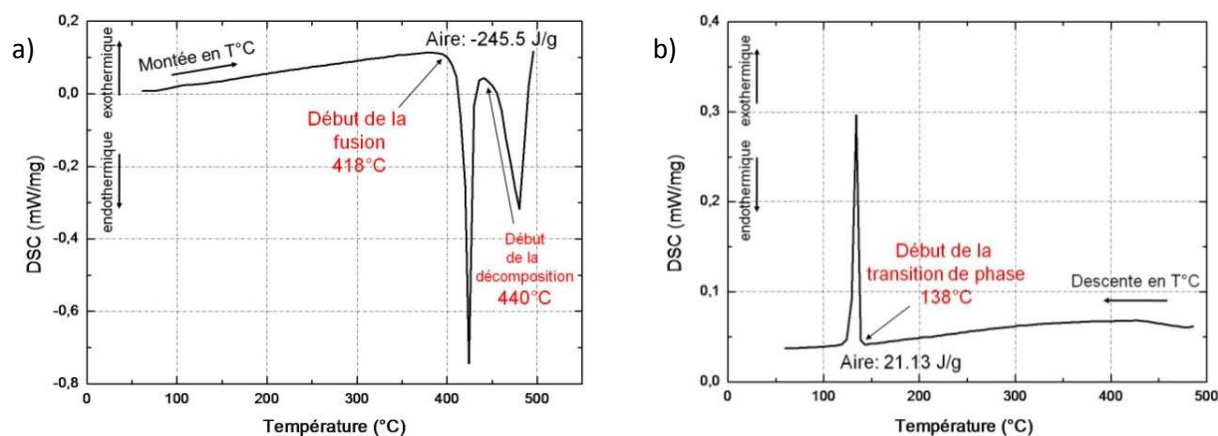 a)
0,2
0,0
-0,2
-0,4
-0,6
-0,8
DSC (mW/mg)
exothermique
endothermique
Montée en T°C
Aire: -245.5 J/g
Début de la
fusion
418°C
Début
de la
décomposition
440°C
0 100 200 300 400 500
Température (°C)
b)
0,4
0,3
0,2
0,1
0,0
DSC (mW/mg)
exothermique
endothermique
Début de la
transition de phase
138°C
Descente en T°C
Aire: 21.13 J/g
0 100 200 300 400 500
Température (°C)